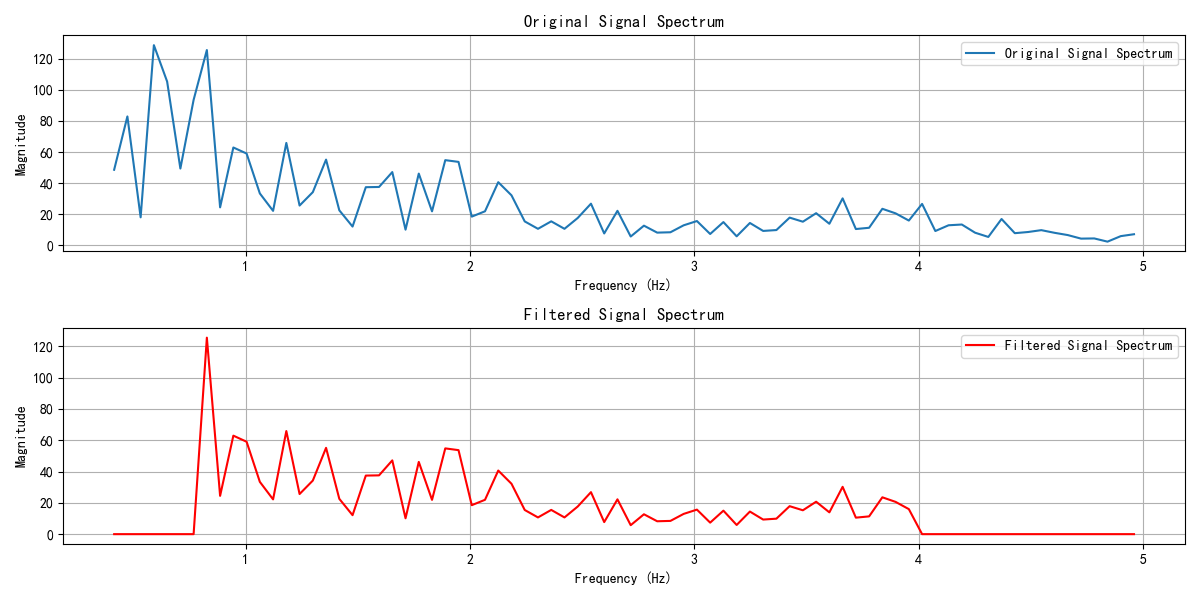 Original Signal Spectrum
Original Signal Spectrum
120
100
80
60
40
20
0
Magnitude
1 2 3 4 5
Frequency (Hz)
Filtered Signal Spectrum
Filtered Signal Spectrum
120
100
80
60
40
20
0
Magnitude
1 2 3 4 5
Frequency (Hz)